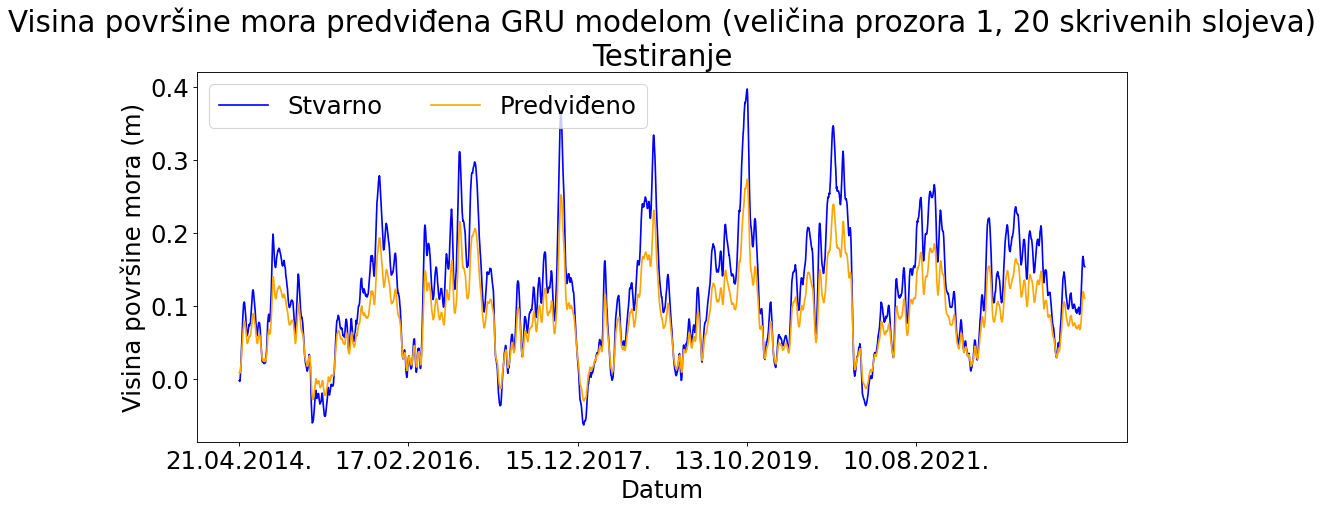 Visina površine mora predviđena GRU modelom (veličina prozora 1, 20 skrivenih slojeva)
Testiranje
Stvarno
Predviđeno
Visina površine mora (m)
0.4
0.3
0.2
0.1
0.0
21.04.2014.
17.02.2016.
15.12.2017.
13.10.2019.
10.08.2021.
Datum